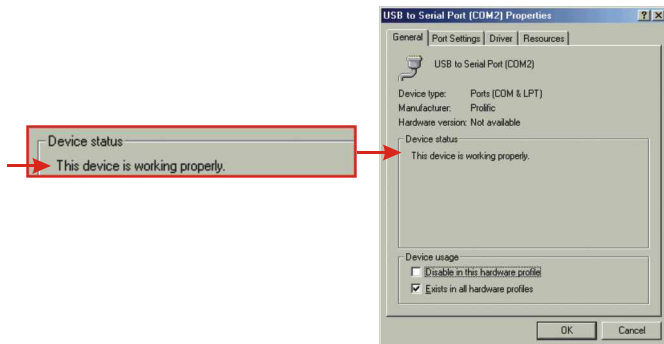 Device status
This device is working properly.
USB to Serial Port (COM2) Properties
General Port Settings Driver Resources
USB to Serial Port (COM2)
Device type: Ports (COM & LPT)
Manufacturer: Prolific
Hardware version: Not available
Device status
This device is working properly.
Device usage
Disable in this hardware profile
Exists in all hardware profiles
OK Cancel